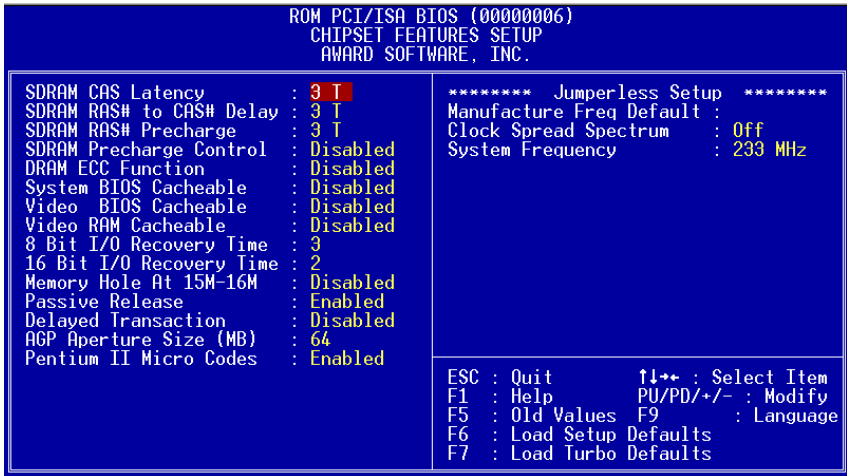 ROM PCI/ISA BIOS (00000006)
CHIPSET FEATURES SETUP
AWARD SOFTWARE, INC.
SDRAM CAS Latency : 3 T
SDRAM RAS# to CAS# Delay : 3 T
SDRAM RAS# Precharge : 3 T
SDRAM Precharge Control : Disabled
DRAM ECC Function : Disabled
System BIOS Cacheable : Disabled
Video BIOS Cacheable : Disabled
Video RAM Cacheable : Disabled
8 Bit I/O Recovery Time : 3
16 Bit I/O Recovery Time : 2
Memory Hole At 15M-16M : Disabled
Passive Release : Enabled
Delayed Transaction : Disabled
AGP Aperture Size (MB) : 64
Pentium II Micro Codes : Enabled
******** Jumperless Setup ********
Manufacture Freq Default :
Clock Spread Spectrum : Off
System Frequency : 233 MHz
ESC : Quit ↑↓→← : Select Item
F1 : Help PU/PD/+/- : Modify
F5 : Old Values F9 : Language
F6 : Load Setup Defaults
F7 : Load Turbo Defaults